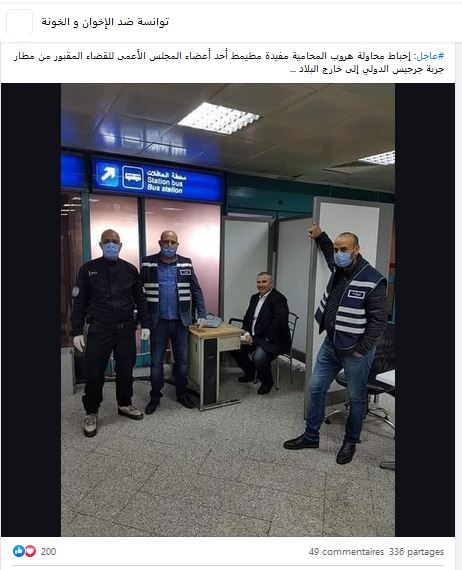 توانسة ضد الإخوان و الخونة
#عاجل: إحباط محاولة هروب المحامية مفيدة مطيمط أحد أعضاء المجلس الأعمى للقضاء المقبور من مطار
جربة جرجيس الدولي إلى خارج البلاد ...
محطة الحافلات
Station bus
Bus station
200
49 commentaires 336 partages